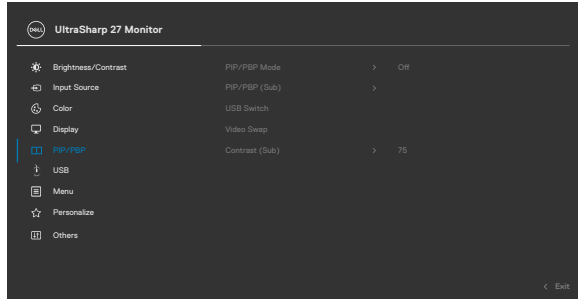 DELL UltraSharp 27 Monitor
Brightness/Contrast PIP/PBP Mode > Off
Input Source PIP/PBP (Sub) >
Color USB Switch
Display Video Swap
PIP/PBP Contrast (Sub) > 75
USB
Menu
Personalize
Others
< Exit